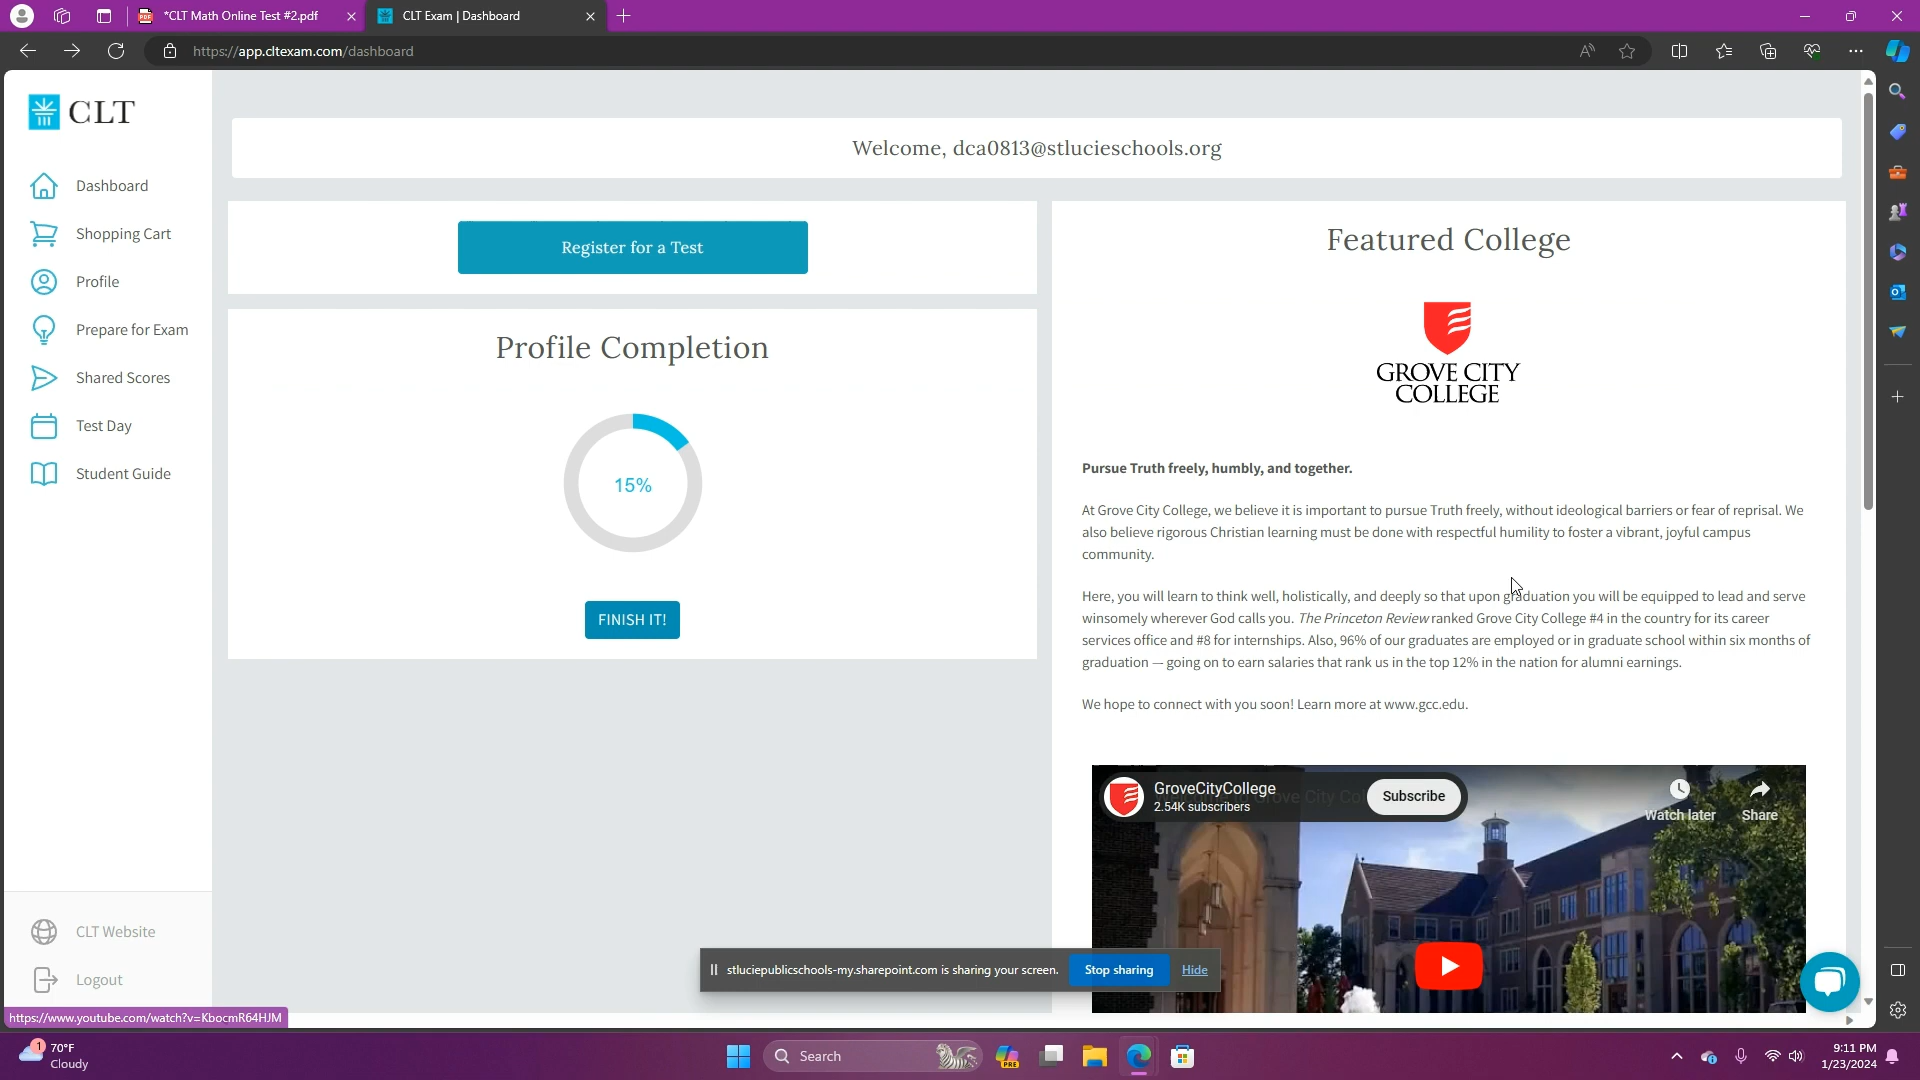 *CLT Math Online Test #2.pdf
CLT Exam | Dashboard
https://app.cltexam.com/dashboard
CLT
Dashboard
Shopping Cart
Profile
Prepare for Exam
Shared Scores
Test Day
Student Guide
CLT Website
Logout
https://www.youtube.com/watch?v=KbocmR64HJM
Welcome, dca0813@stlucieschools.org
Register for a Test
Profile Completion
15%
FINISH IT!
Featured College
GROVE CITY
COLLEGE
Pursue Truth freely, humbly, and together.
At Grove City College, we believe it is important to pursue Truth freely, without ideological barriers or fear of reprisal. We
also believe rigorous Christian learning must be done with respectful humility to foster a vibrant, joyful campus
community.
Here, you will learn to think well, holistically, and deeply so that upon graduation you will be equipped to lead and serve
winsomely wherever God calls you. The Princeton Review ranked Grove City College #4 in the country for its career
services office and #8 for internships. Also, 96% of our graduates are employed or in graduate school within six months of
graduation — going on to earn salaries that rank us in the top 12% in the nation for alumni earnings.
We hope to connect with you soon! Learn more at www.gcc.edu.
GroveCityCollege
2.54K subscribers
Subscribe
Watch later
Share
stluciepublicschools-my.sharepoint.com is sharing your screen.
Stop sharing
Hide
1
70°F
Cloudy
Search
PRE
9:11 PM
1/23/2024